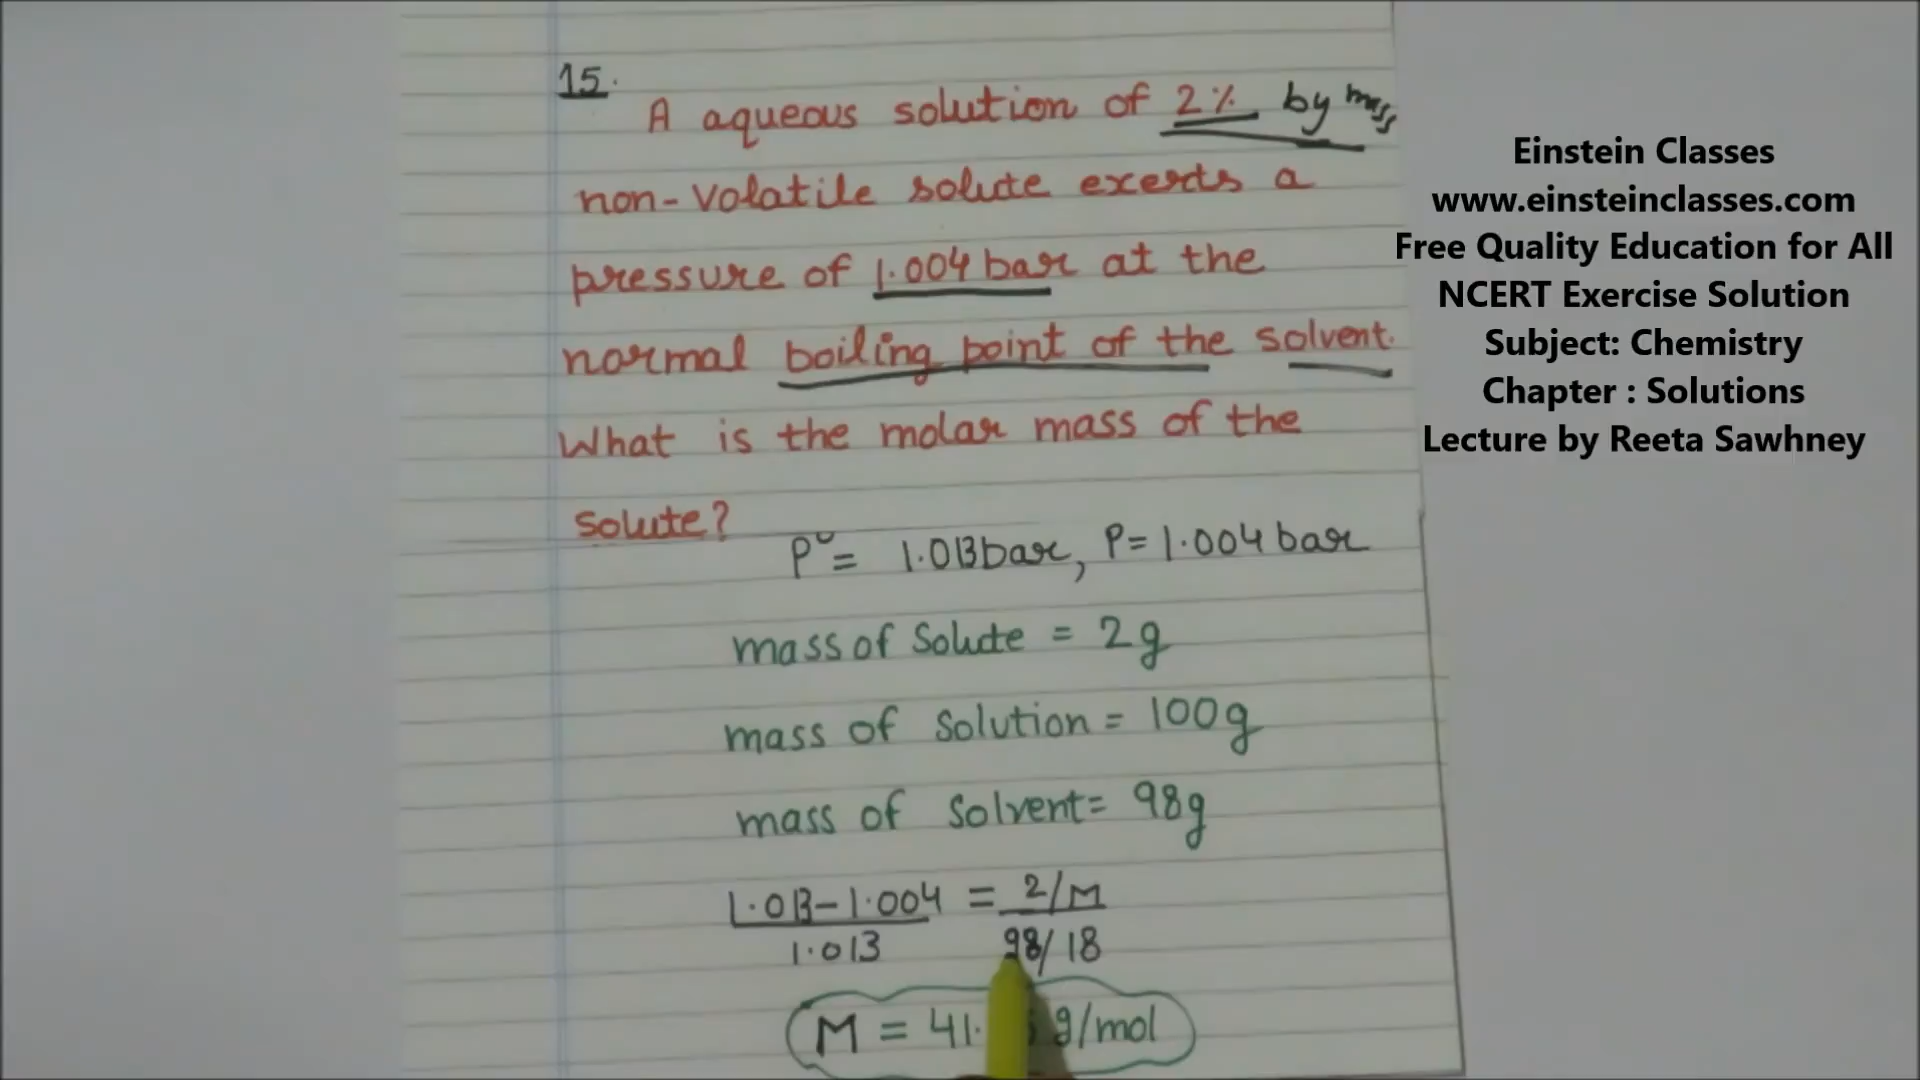 15.
A aqueous solution of 2% by mass
non-volatile solute exerts a
pressure of 1.004 bar at the
normal boiling point of the solvent.
What is the molar mass of the
solute?
P° = 1.013bar, P = 1.004 bar
mass of Solute = 2g
mass of Solution = 100g
mass of Solvent = 98g
1.013-1.004 = 2/M
1.013 98/18
M = 41. g/mol
Einstein Classes
www.einsteinclasses.com
Free Quality Education for All
NCERT Exercise Solution
Subject: Chemistry
Chapter : Solutions
Lecture by Reeta Sawhney